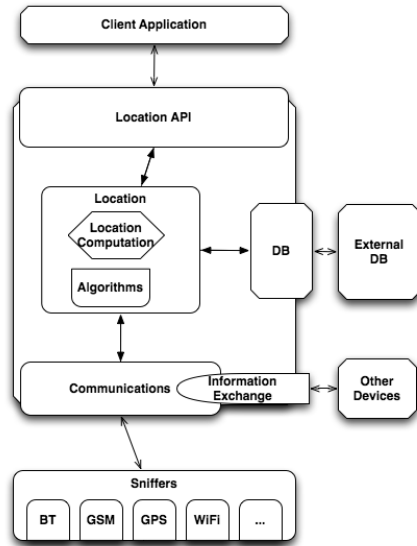 Client Application
Location API
Location
Location
Computation
Algorithms
DB
External
DB
Communications
Information
Exchange
Other
Devices
Sniffers
BT
GSM
GPS
WiFi
...